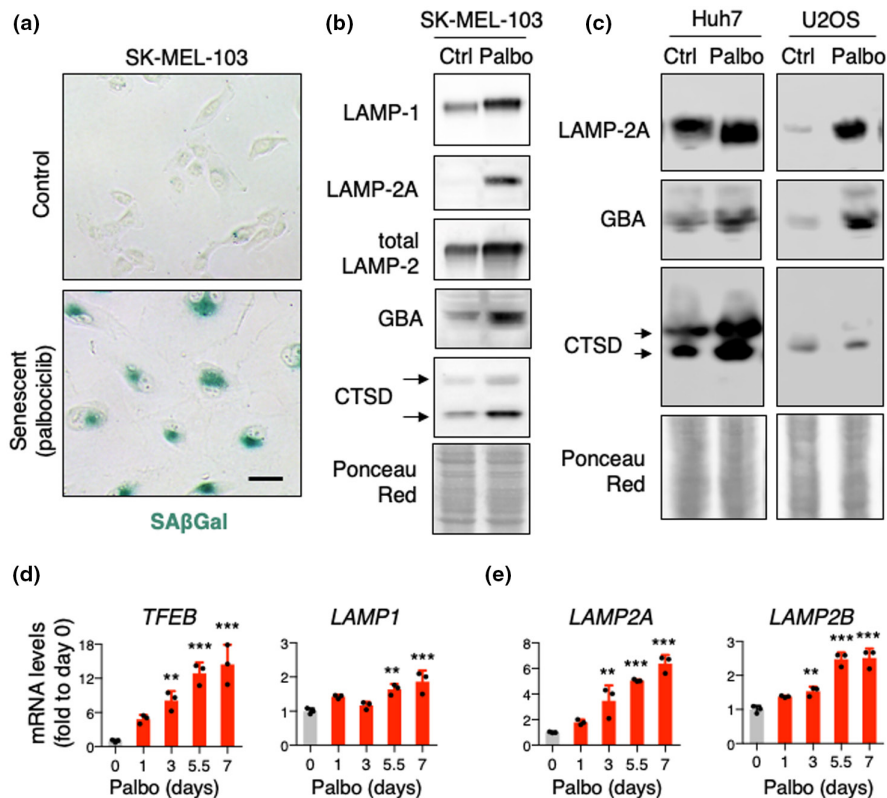 (a)
SK-MEL-103
Control
Senescent
(palbociclib)
SAβGal
(b)
SK-MEL-103
Ctrl Palbo
LAMP-1
LAMP-2A
total
LAMP-2
GBA
CTSD
Ponceau
Red
(c)
Huh7 U2OS
Ctrl Palbo Ctrl Palbo
LAMP-2A
GBA
CTSD
Ponceau
Red
(d)
mRNA levels
(fold to day 0)
TFEB
18
12
6
0
** *** ***
0 1 3 5.5 7
Palbo (days)
LAMP1
3
2
1
0
** ***
0 1 3 5.5 7
Palbo (days)
(e)
LAMP2A
8
6
4
2
0
** *** ***
0 1 3 5.5 7
Palbo (days)
LAMP2B
3
2
1
0
** *** ***
0 1 3 5.5 7
Palbo (days)